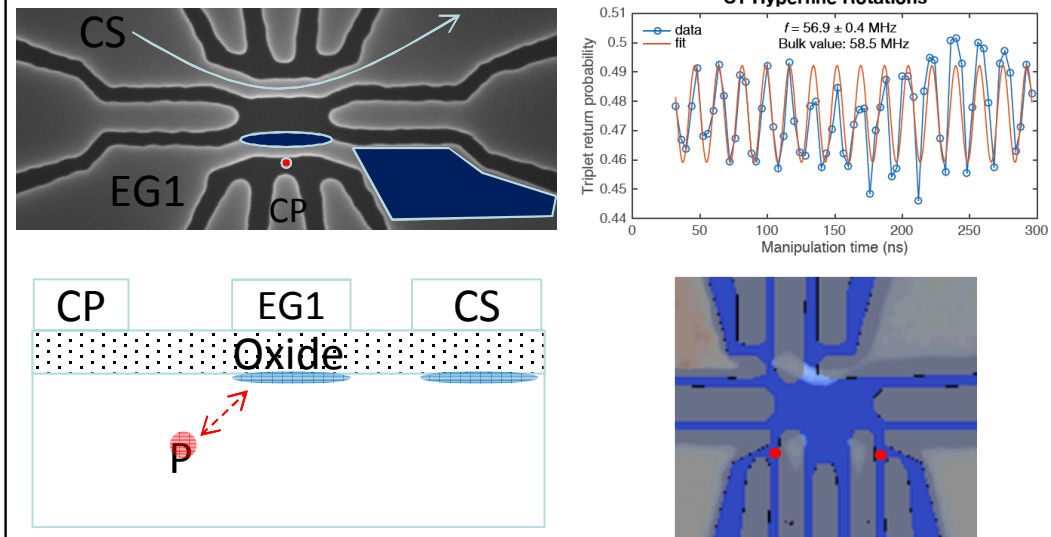 CS
EG1
CP
ST Hyperfine Rotations
data
fit
f = 56.9 ± 0.4 MHz
Bulk value: 58.5 MHz
Triplet return probability
0.51
0.5
0.49
0.48
0.47
0.46
0.45
0.44
0 50 100 150 200 250 300
Manipulation time (ns)
CP
EG1
CS
Oxide
P